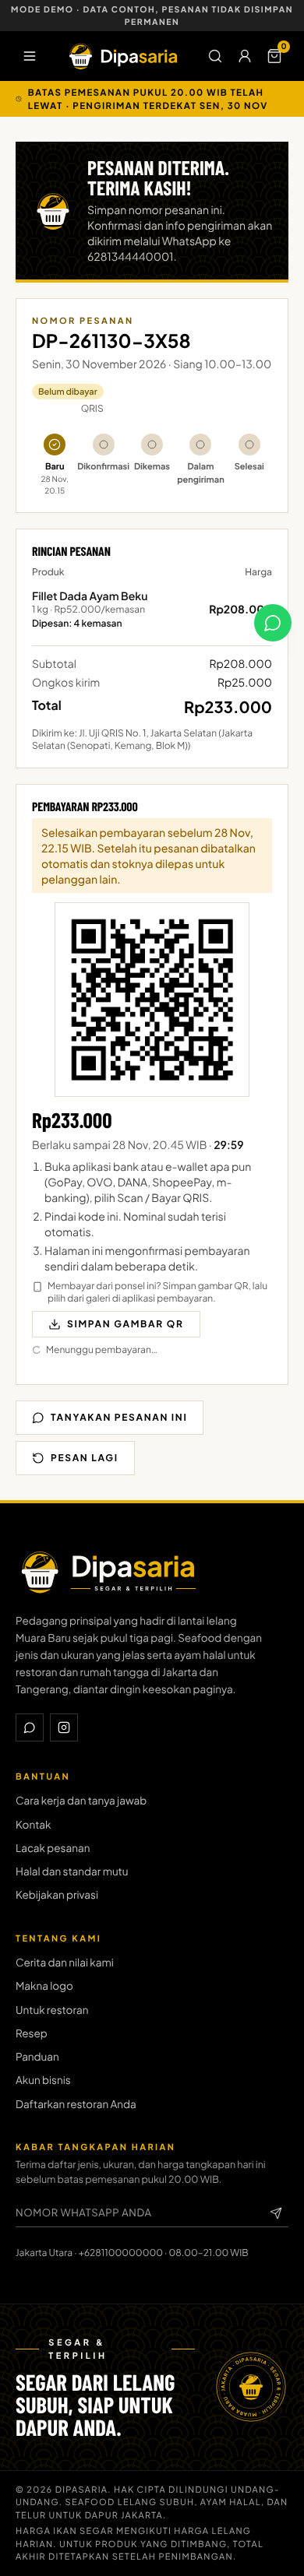 MODE DEMO · DATA CONTOH, PESANAN TIDAK DISIMPAN
PERMANEN
Dipasaria
0
BATAS PEMESANAN PUKUL 20.00 WIB TELAH
LEWAT · PENGIRIMAN TERDEKAT SEN, 30 NOV
PESANAN DITERIMA.
TERIMA KASIH!
Simpan nomor pesanan ini.
Konfirmasi dan info pengiriman akan
dikirim melalui WhatsApp ke
6281344440001.
NOMOR PESANAN
DP-261130-3X58
Senin, 30 November 2026 · Siang 10.00–13.00
Belum dibayar
QRIS
Baru
28 Nov,
20.15
Dikonfirmasi
Dikemas
Dalam
pengiriman
Selesai
RINCIAN PESANAN
Produk Harga
Fillet Dada Ayam Beku
1 kg · Rp52.000/kemasan Rp208.00
Dipesan: 4 kemasan
Subtotal Rp208.000
Ongkos kirim Rp25.000
Total Rp233.000
Dikirim ke: Jl. Uji QRIS No. 1, Jakarta Selatan (Jakarta
Selatan (Senopati, Kemang, Blok M))
PEMBAYARAN RP233.000
Selesaikan pembayaran sebelum 28 Nov,
22.15 WIB. Setelah itu pesanan dibatalkan
otomatis dan stoknya dilepas untuk
pelanggan lain.
Rp233.000
Berlaku sampai 28 Nov, 20.45 WIB · 29:59
1. Buka aplikasi bank atau e-wallet apa pun
(GoPay, OVO, DANA, ShopeePay, m-
banking), pilih Scan / Bayar QRIS.
2. Pindai kode ini. Nominal sudah terisi
otomatis.
3. Halaman ini mengonfirmasi pembayaran
sendiri dalam beberapa detik.
Membayar dari ponsel ini? Simpan gambar QR, lalu
pilih dari galeri di aplikasi pembayaran.
SIMPAN GAMBAR QR
Menunggu pembayaran...
TANYAKAN PESANAN INI
PESAN LAGI
Dipasaria
SEGAR & TERPILIH
Pedagang prinsipal yang hadir di lantai lelang
Muara Baru sejak pukul tiga pagi. Seafood dengan
jenis dan ukuran yang jelas serta ayam halal untuk
restoran dan rumah tangga di Jakarta dan
Tangerang, diantar dingin keesokan paginya.
BANTUAN
Cara kerja dan tanya jawab
Kontak
Lacak pesanan
Halal dan standar mutu
Kebijakan privasi
TENTANG KAMI
Cerita dan nilai kami
Makna logo
Untuk restoran
Resep
Panduan
Akun bisnis
Daftarkan restoran Anda
KABAR TANGKAPAN HARIAN
Terima daftar jenis, ukuran, dan harga tangkapan hari ini
sebelum batas pemesanan pukul 20.00 WIB.
NOMOR WHATSAPP ANDA
Jakarta Utara · +6281100000000 · 08.00–21.00 WIB
SEGAR &
TERPILIH
SEGAR DARI LELANG
SUBUH, SIAP UNTUK
DAPUR ANDA.
© 2026 DIPASARIA. HAK CIPTA DILINDUNGI UNDANG-
UNDANG. SEAFOOD LELANG SUBUH, AYAM HALAL, DAN
TELUR UNTUK DAPUR JAKARTA.
HARGA IKAN SEGAR MENGIKUTI HARGA LELANG
HARIAN. UNTUK PRODUK YANG DITIMBANG, TOTAL
AKHIR DITETAPKAN SETELAH PENIMBANGAN.